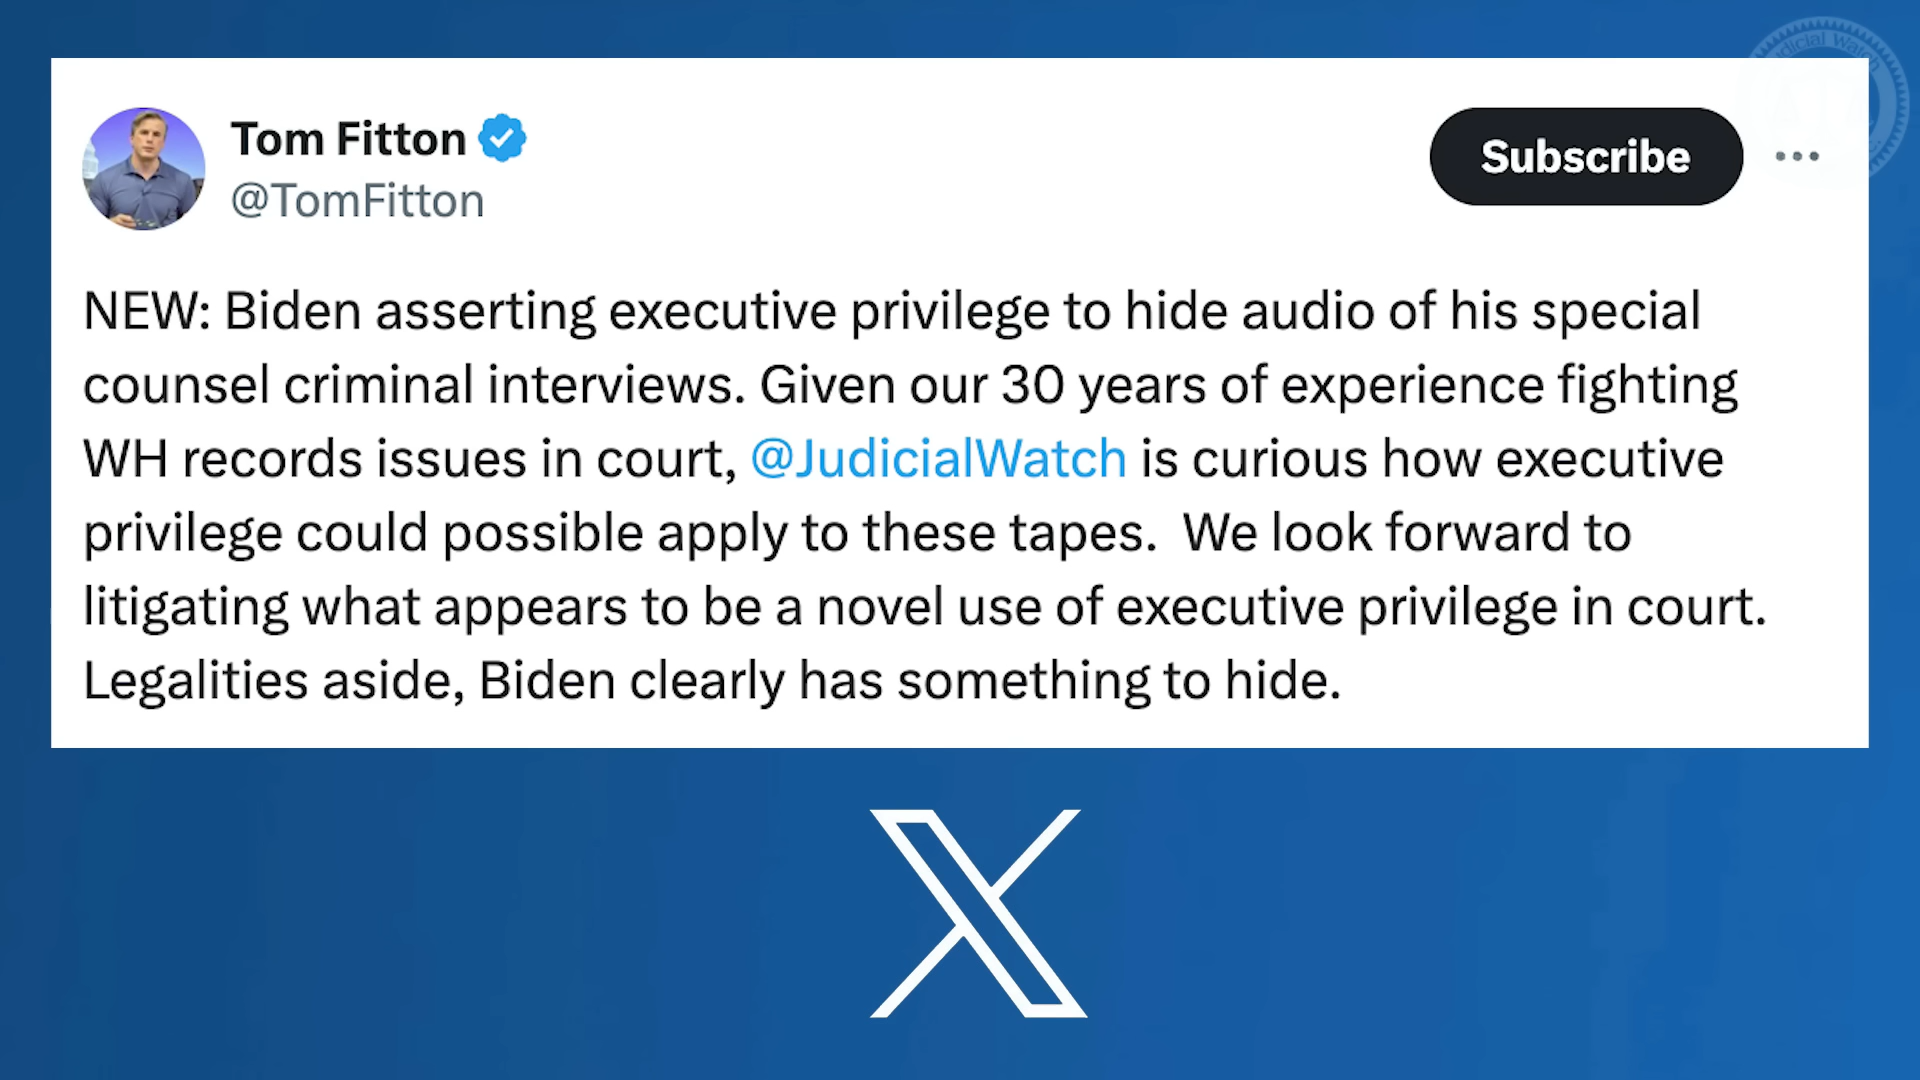 Judicial Watch
Tom Fitton
@TomFitton
Subscribe
NEW: Biden asserting executive privilege to hide audio of his special
counsel criminal interviews. Given our 30 years of experience fighting
WH records issues in court, @JudicialWatch is curious how executive
privilege could possible apply to these tapes.  We look forward to
litigating what appears to be a novel use of executive privilege in court.
Legalities aside, Biden clearly has something to hide.